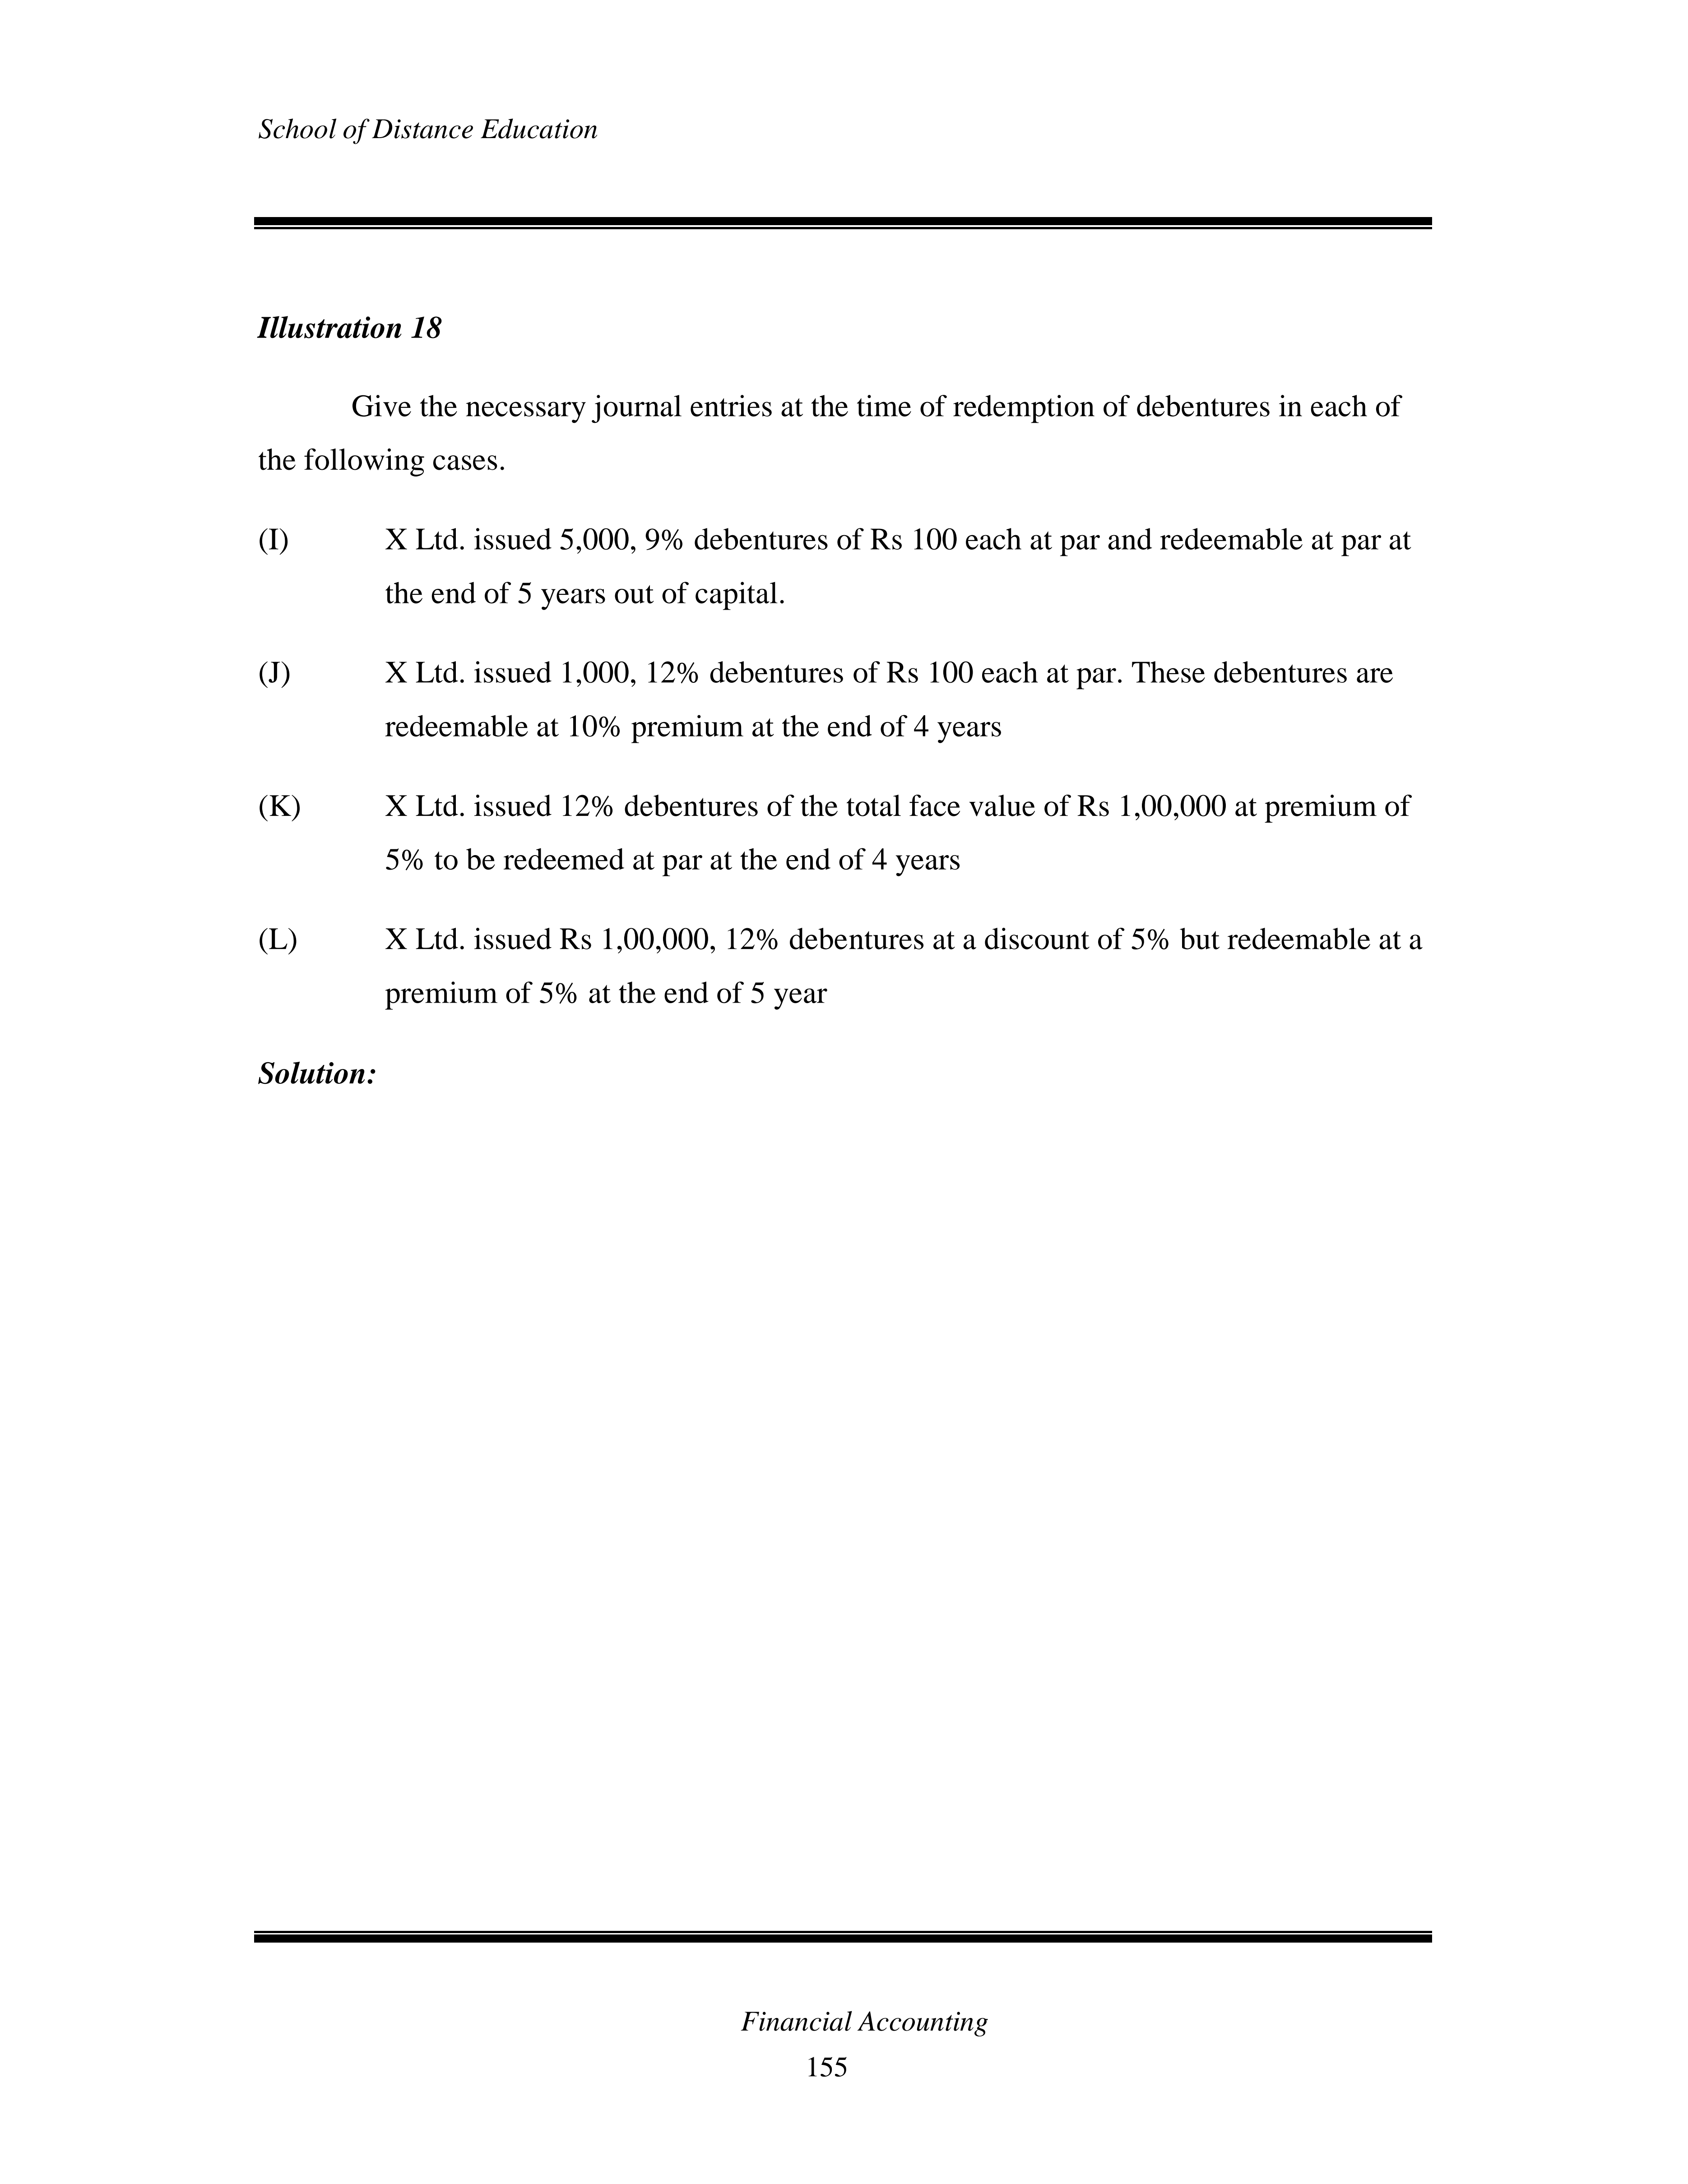 School of Distance Education
Illustration 18
Give the necessary journal entries at the time of redemption of debentures in each of
the following cases.
(I) X Ltd. issued 5,000, 9% debentures of Rs 100 each at par and redeemable at par at
the end of 5 years out of capital.
(J) X Ltd. issued 1,000, 12% debentures of Rs 100 each at par. These debentures are
redeemable at 10% premium at the end of 4 years
(K) X Ltd. issued 12% debentures of the total face value of Rs 1,00,000 at premium of
5% to be redeemed at par at the end of 4 years
(L) X Ltd. issued Rs 1,00,000, 12% debentures at a discount of 5% but redeemable at a
premium of 5% at the end of 5 year
Solution:
Financial Accounting
155